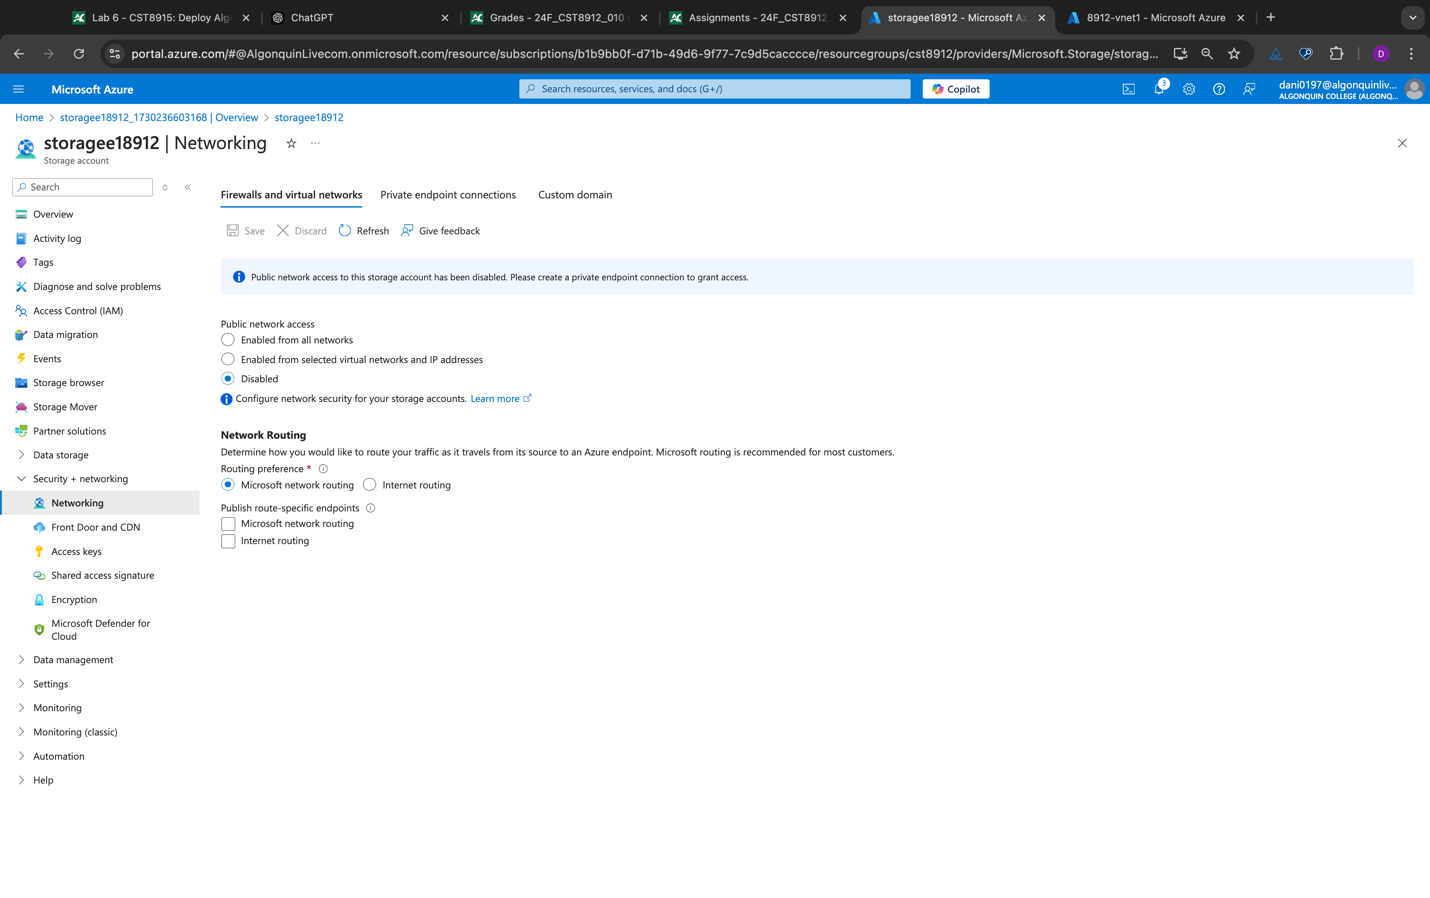 Lab 6 - CST8915: Deploy Alg
ChatGPT
Grades - 24F_CST8912_010
Assignments - 24F_CST8912
storagee18912 - Microsoft Az
8912-vnet1 - Microsoft Azure
portal.azure.com/#@AlgonquinLivecom.onmicrosoft.com/resource/subscriptions/b1b9bb0f-d71b-49d6-9f77-7c9d5cacccce/resourcegroups/cst8912/providers/Microsoft.Storage/storag...
D
Microsoft Azure
Search resources, services, and docs (G+/)
Copilot
3
dani0197@algonquinliv...
ALGONQUIN COLLEGE (ALGONQ...
Home > storagee18912_1730236603168 | Overview > storagee18912
storagee18912 | Networking
Storage account
Search
Overview
Activity log
Tags
Diagnose and solve problems
Access Control (IAM)
Data migration
Events
Storage browser
Storage Mover
Partner solutions
Data storage
Security + networking
Networking
Front Door and CDN
Access keys
Shared access signature
Encryption
Microsoft Defender for
Cloud
Data management
Settings
Monitoring
Monitoring (classic)
Automation
Help
Firewalls and virtual networks
Private endpoint connections
Custom domain
Save
Discard
Refresh
Give feedback
Public network access to this storage account has been disabled. Please create a private endpoint connection to grant access.
Public network access
Enabled from all networks
Enabled from selected virtual networks and IP addresses
Disabled
Configure network security for your storage accounts. Learn more
Network Routing
Determine how you would like to route your traffic as it travels from its source to an Azure endpoint. Microsoft routing is recommended for most customers.
Routing preference *
Microsoft network routing
Internet routing
Publish route-specific endpoints
Microsoft network routing
Internet routing